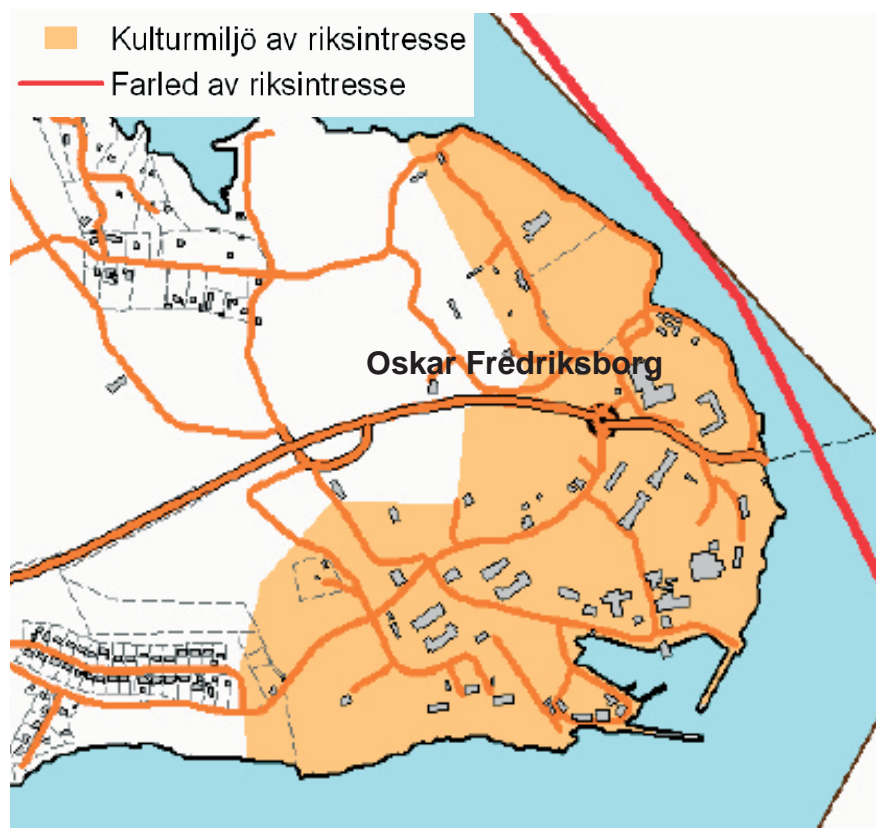 Kulturmiljö av riksintresse
Farled av riksintresse
Oskar Fredriksborg